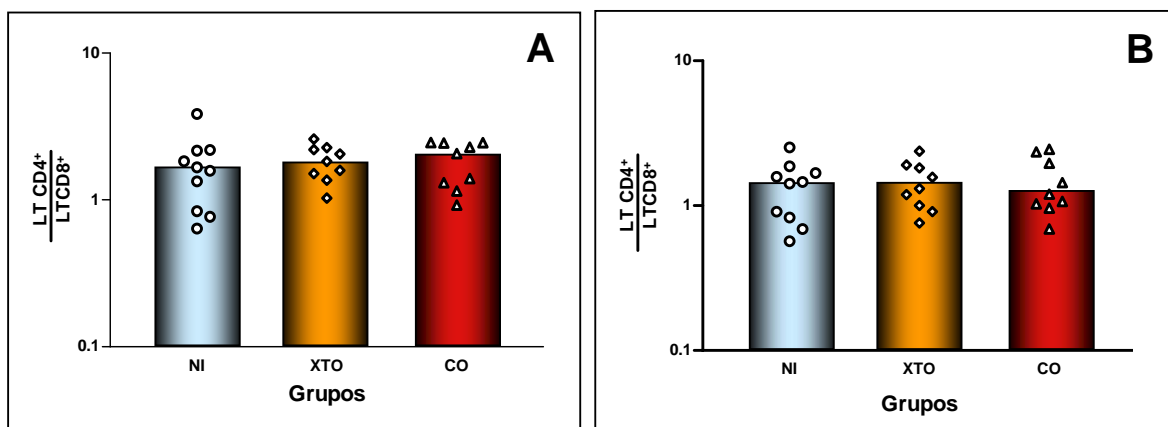 A
10
1
0.1
LT CD4+
LTCD8+
NI XTO CO
Grupos
B
10
1
0.1
LT CD4+
LTCD8+
NI XTO CO
Grupos